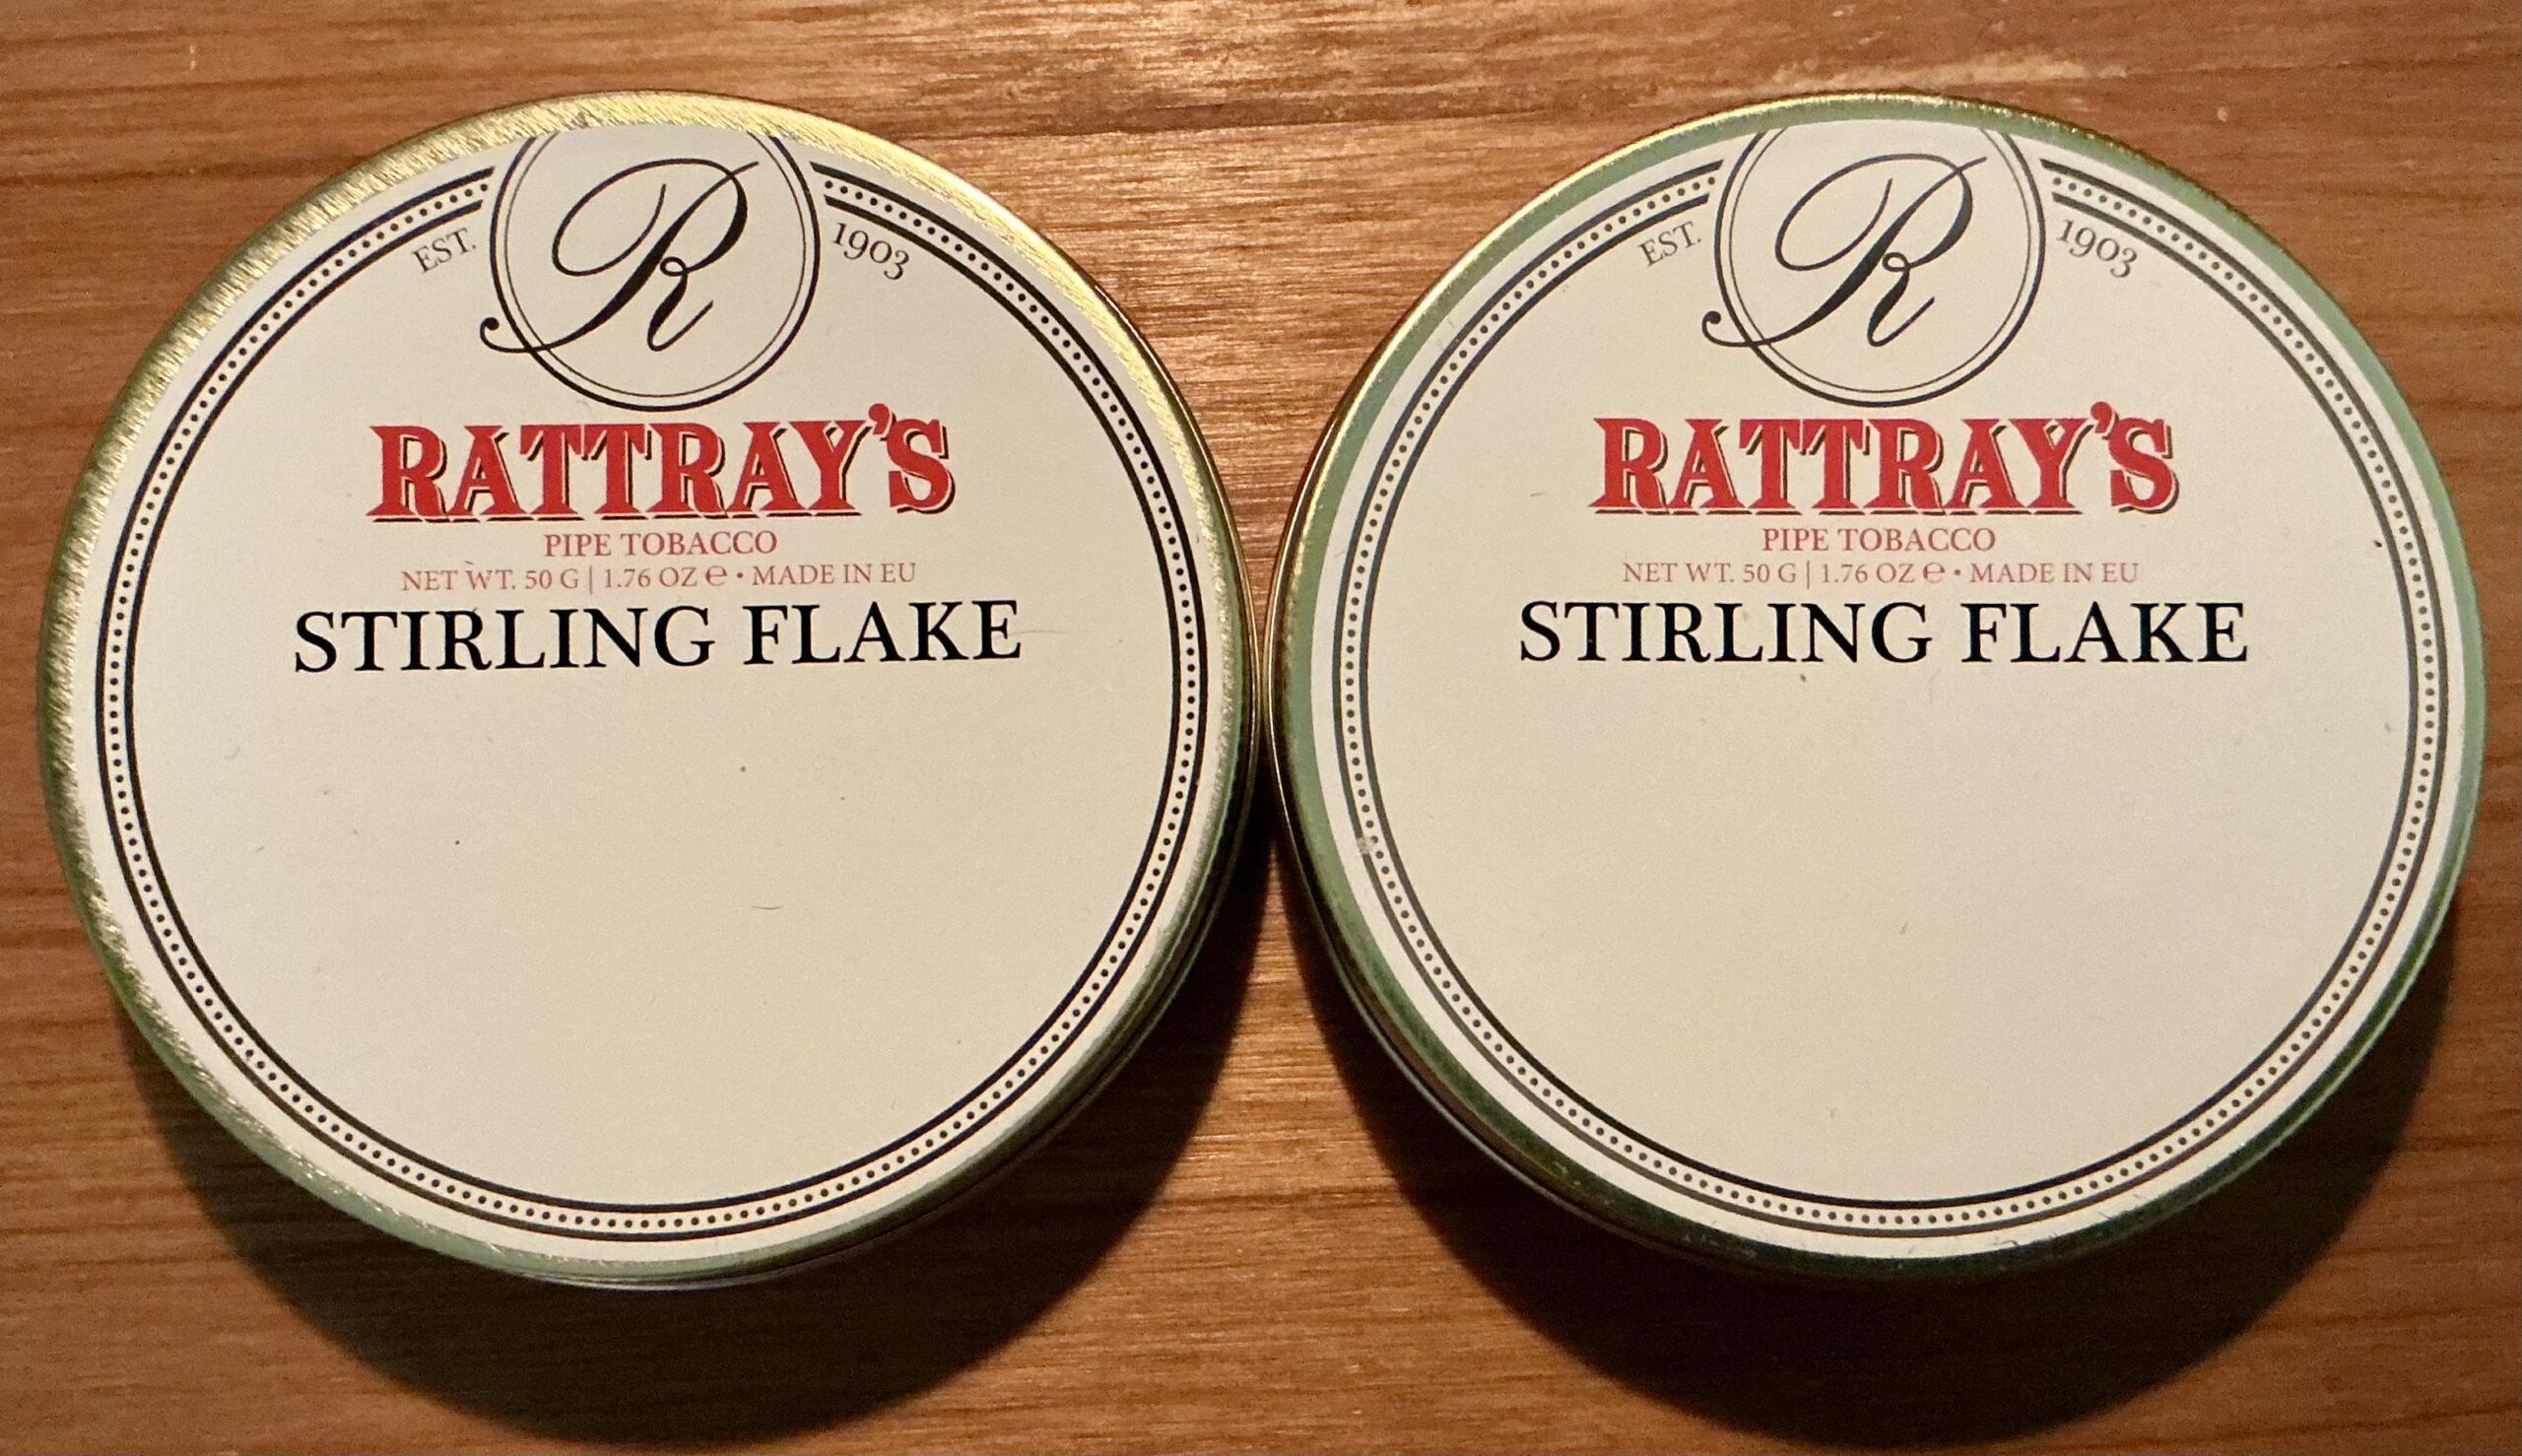 EST. R 1903
RATTRAY'S
PIPE TOBACCO
NET WT. 50 G | 1.76 OZ ℮ • MADE IN EU
STIRLING FLAKE
EST. R 1903
RATTRAY'S
PIPE TOBACCO
NET WT. 50 G | 1.76 OZ ℮ • MADE IN EU
STIRLING FLAKE